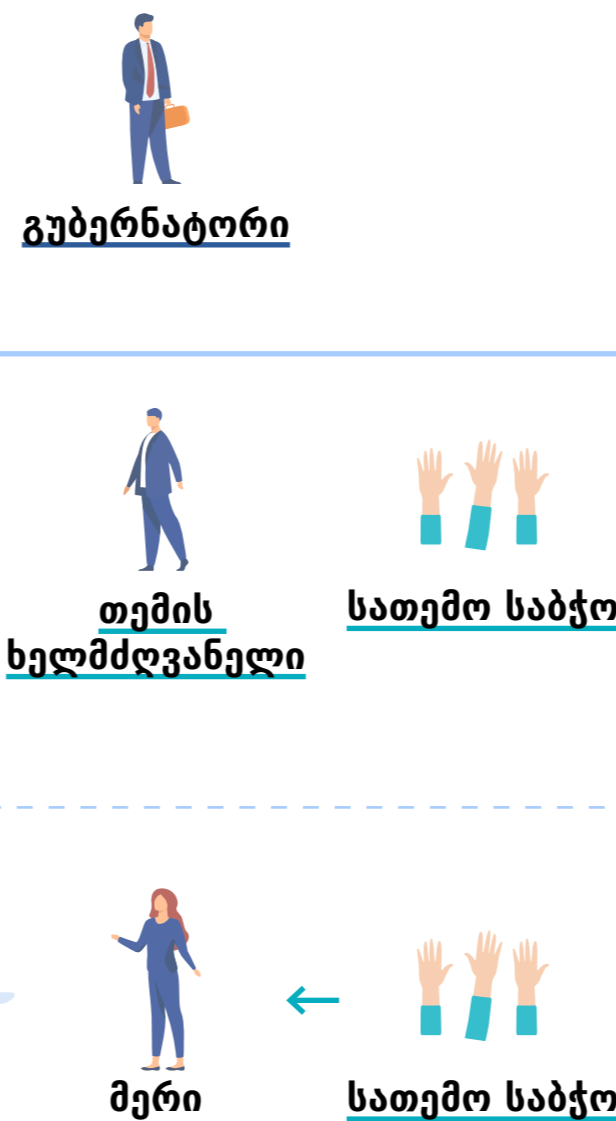 გუბერნატორი
თემის
ხელმძღვანელი
სათემო საბჭო
მერი
სათემო საბჭო